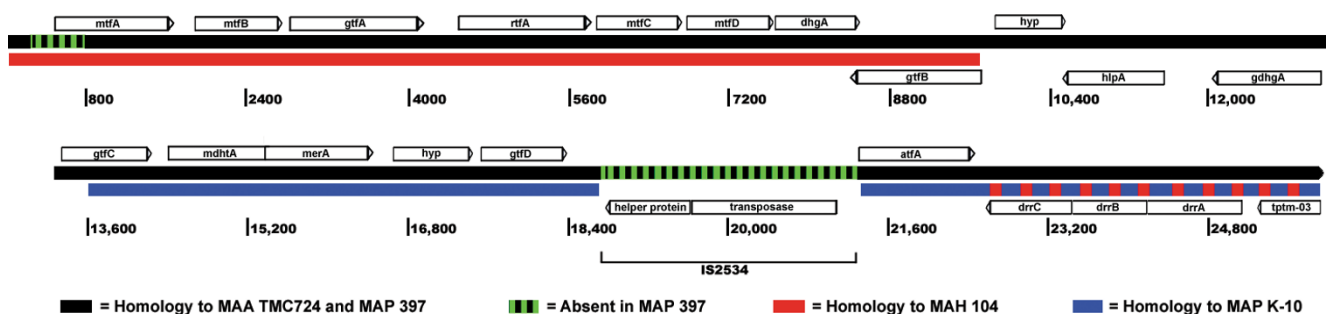 mtfA mtfB gtfA rtfA mtfC mtfD dhgA hyp
gtfB hlpA gdhgA
800 2400 4000 5600 7200 8800 10,400 12,000
gtfC mdhtA merA hyp gtfD atfA
helper protein transposase drrC drrB drrA tptm-03
13,600 15,200 16,800 18,400 20,000 21,600 23,200 24,800
IS2534
= Homology to MAA TMC724 and MAP 397 = Absent in MAP 397 = Homology to MAH 104 = Homology to MAP K-10